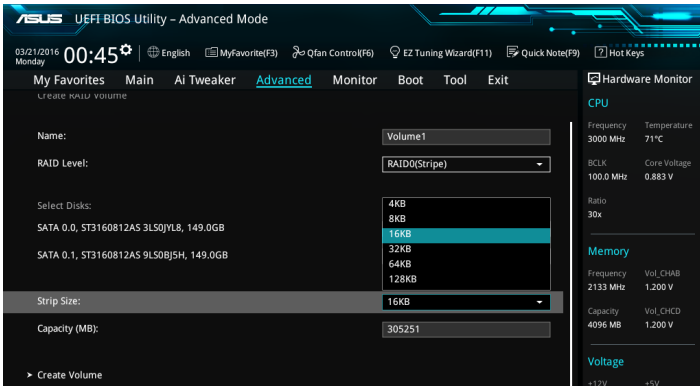 ASUS UEFI BIOS Utility – Advanced Mode
03/21/2016 Monday 00:45 English MyFavorite(F3) Qfan Control(F6) EZ Tuning Wizard(F11) Quick Note(F9) ? Hot Keys
My Favorites Main Ai Tweaker Advanced Monitor Boot Tool Exit
Hardware Monitor
Create RAID Volume
Name: Volume1
RAID Level: RAID0(Stripe)
Select Disks:
SATA 0.0, ST3160812AS 3LS0JYL8, 149.0GB
SATA 0.1, ST3160812AS 9LS0BJ5H, 149.0GB
4KB
8KB
16KB
32KB
64KB
128KB
Strip Size: 16KB
Capacity (MB): 305251
> Create Volume
CPU
Frequency Temperature
3000 MHz 71°C
BCLK Core Voltage
100.0 MHz 0.883 V
Ratio
30x
Memory
Frequency Vol_CHAB
2133 MHz 1.200 V
Capacity Vol_CHCD
4096 MB 1.200 V
Voltage
+12V +5V